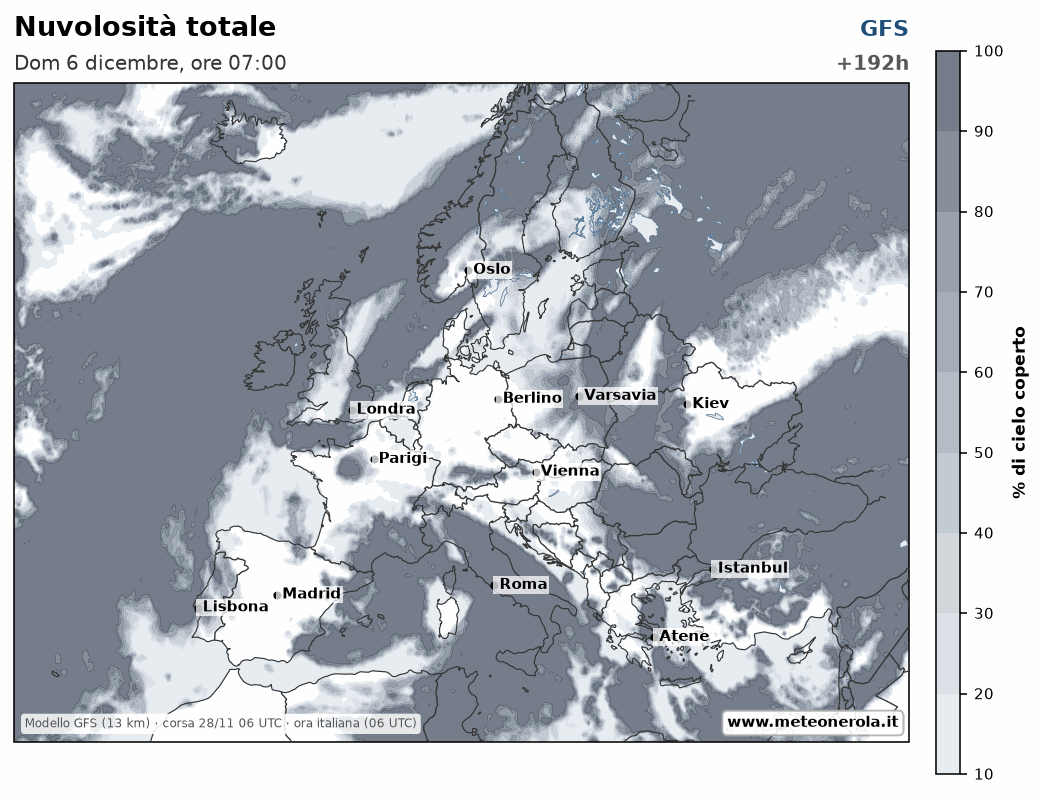 Nuvolosità totale
GFS
Dom 6 dicembre, ore 07:00
+192h
Oslo
Londra
Berlino
Varsavia
Kiev
Parigi
Vienna
Istanbul
Roma
Madrid
Lisbona
Atene
Modello GFS (13 km) · corsa 28/11 06 UTC · ora italiana (06 UTC)
www.meteonerola.it
100
90
80
70
60
50
40
30
20
10
% di cielo coperto